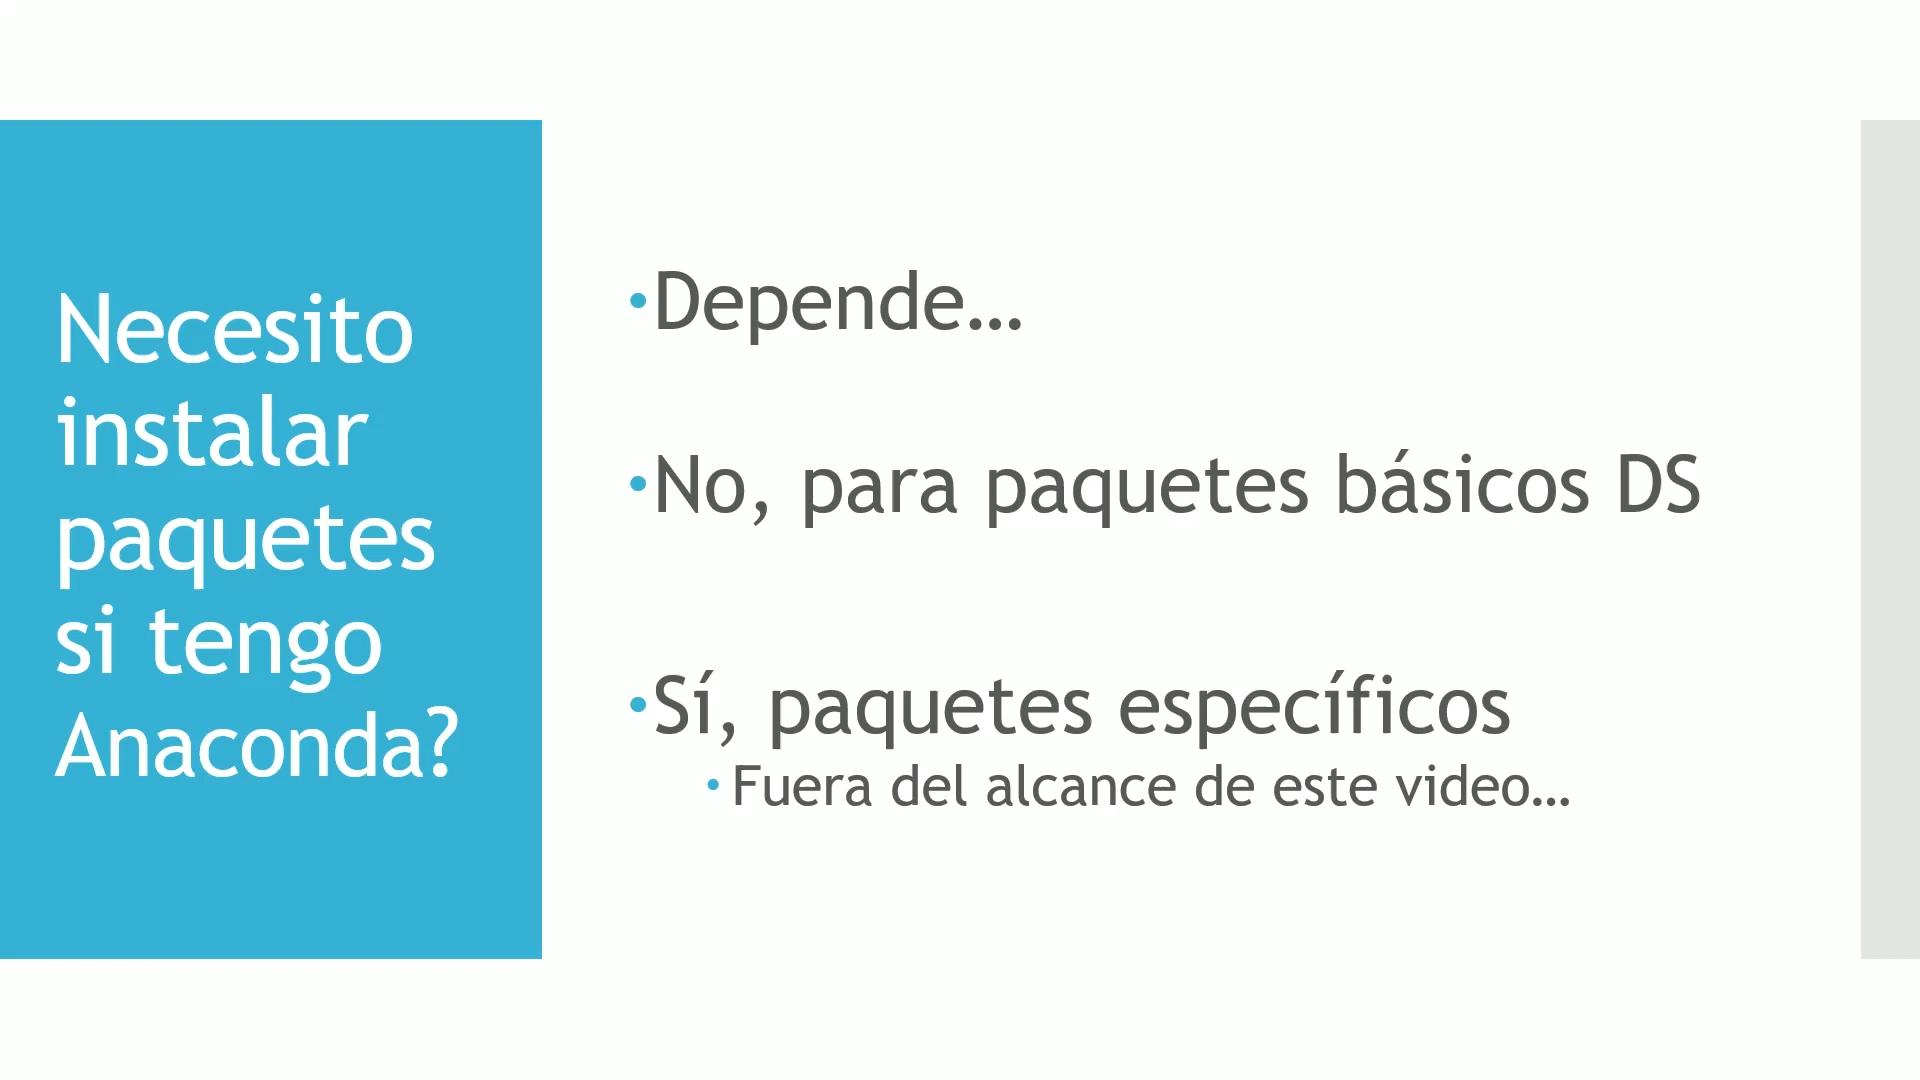 Necesito
instalar
paquetes
si tengo
Anaconda?
•Depende…
•No, para paquetes básicos DS
•Sí, paquetes específicos
•Fuera del alcance de este video…